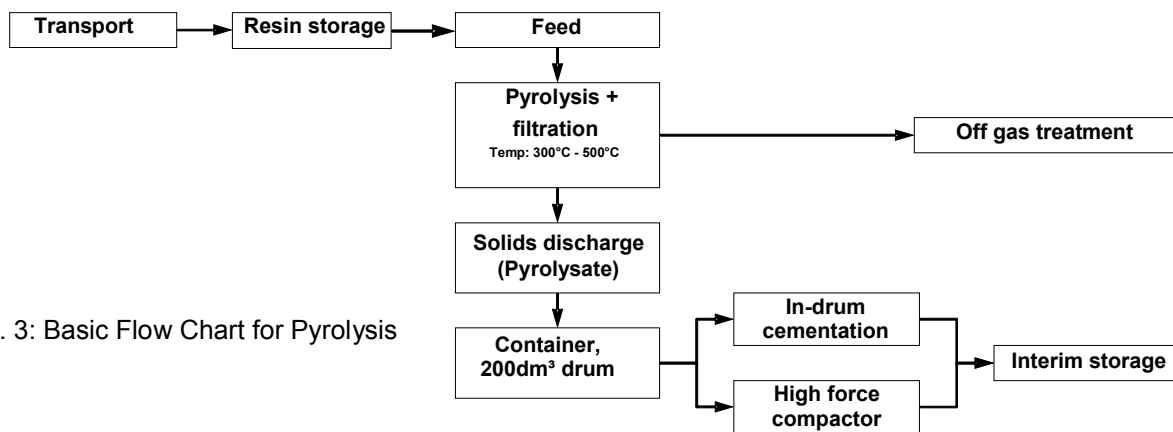 Transport
Resin storage
Feed
Pyrolysis +
filtration
Temp: 300°C - 500°C
Off gas treatment
Solids discharge
(Pyrolysate)
. 3: Basic Flow Chart for Pyrolysis
Container,
200dm³ drum
In-drum
cementation
High force
compactor
Interim storage